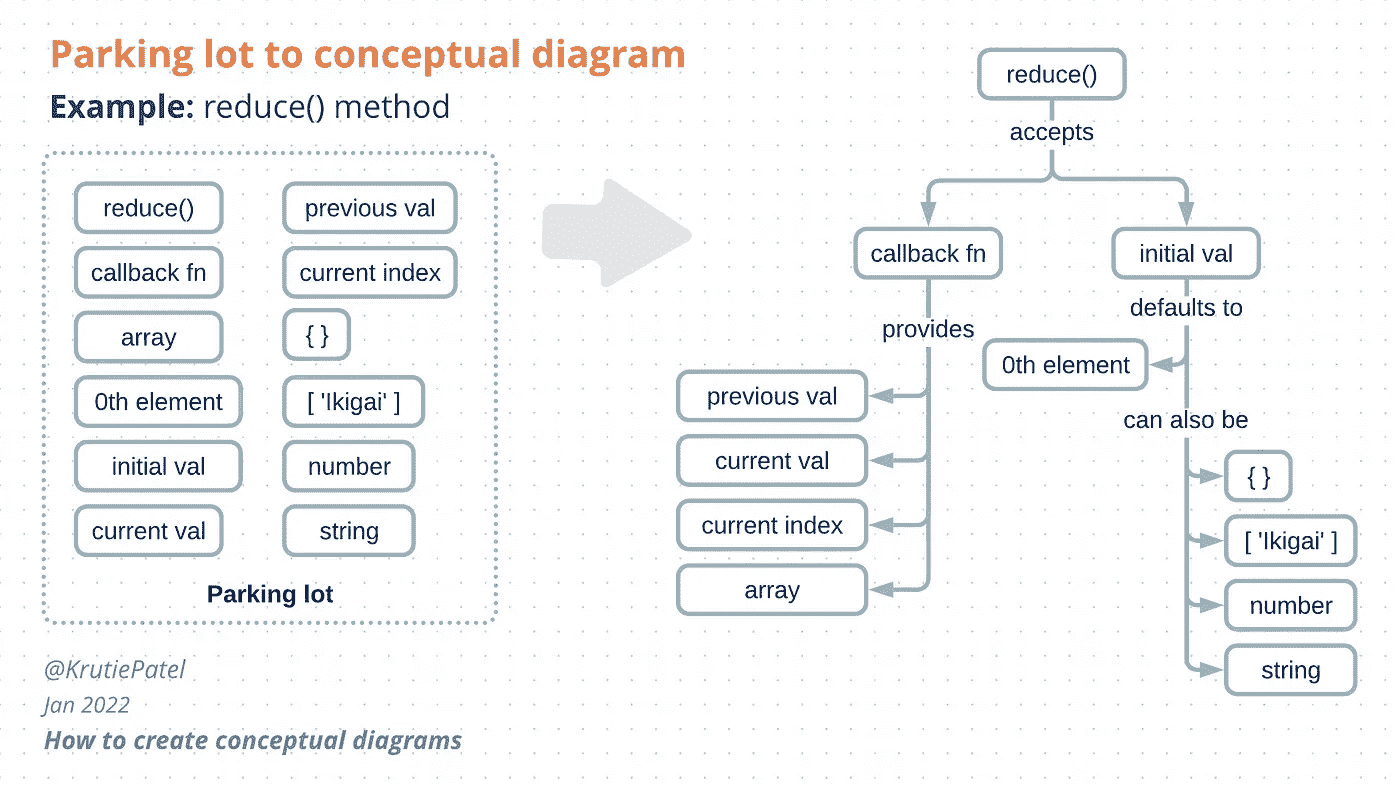 Parking lot to conceptual diagram
Example: reduce() method
reduce()
previous val
callback fn
current index
array
{ }
0th element
[ 'Ikigai' ]
initial val
number
current val
string
Parking lot
@KrutiePatel
Jan 2022
How to create conceptual diagrams
reduce()
accepts
callback fn
initial val
provides
defaults to
0th element
previous val
current val
current index
array
can also be
{ }
[ 'Ikigai' ]
number
string